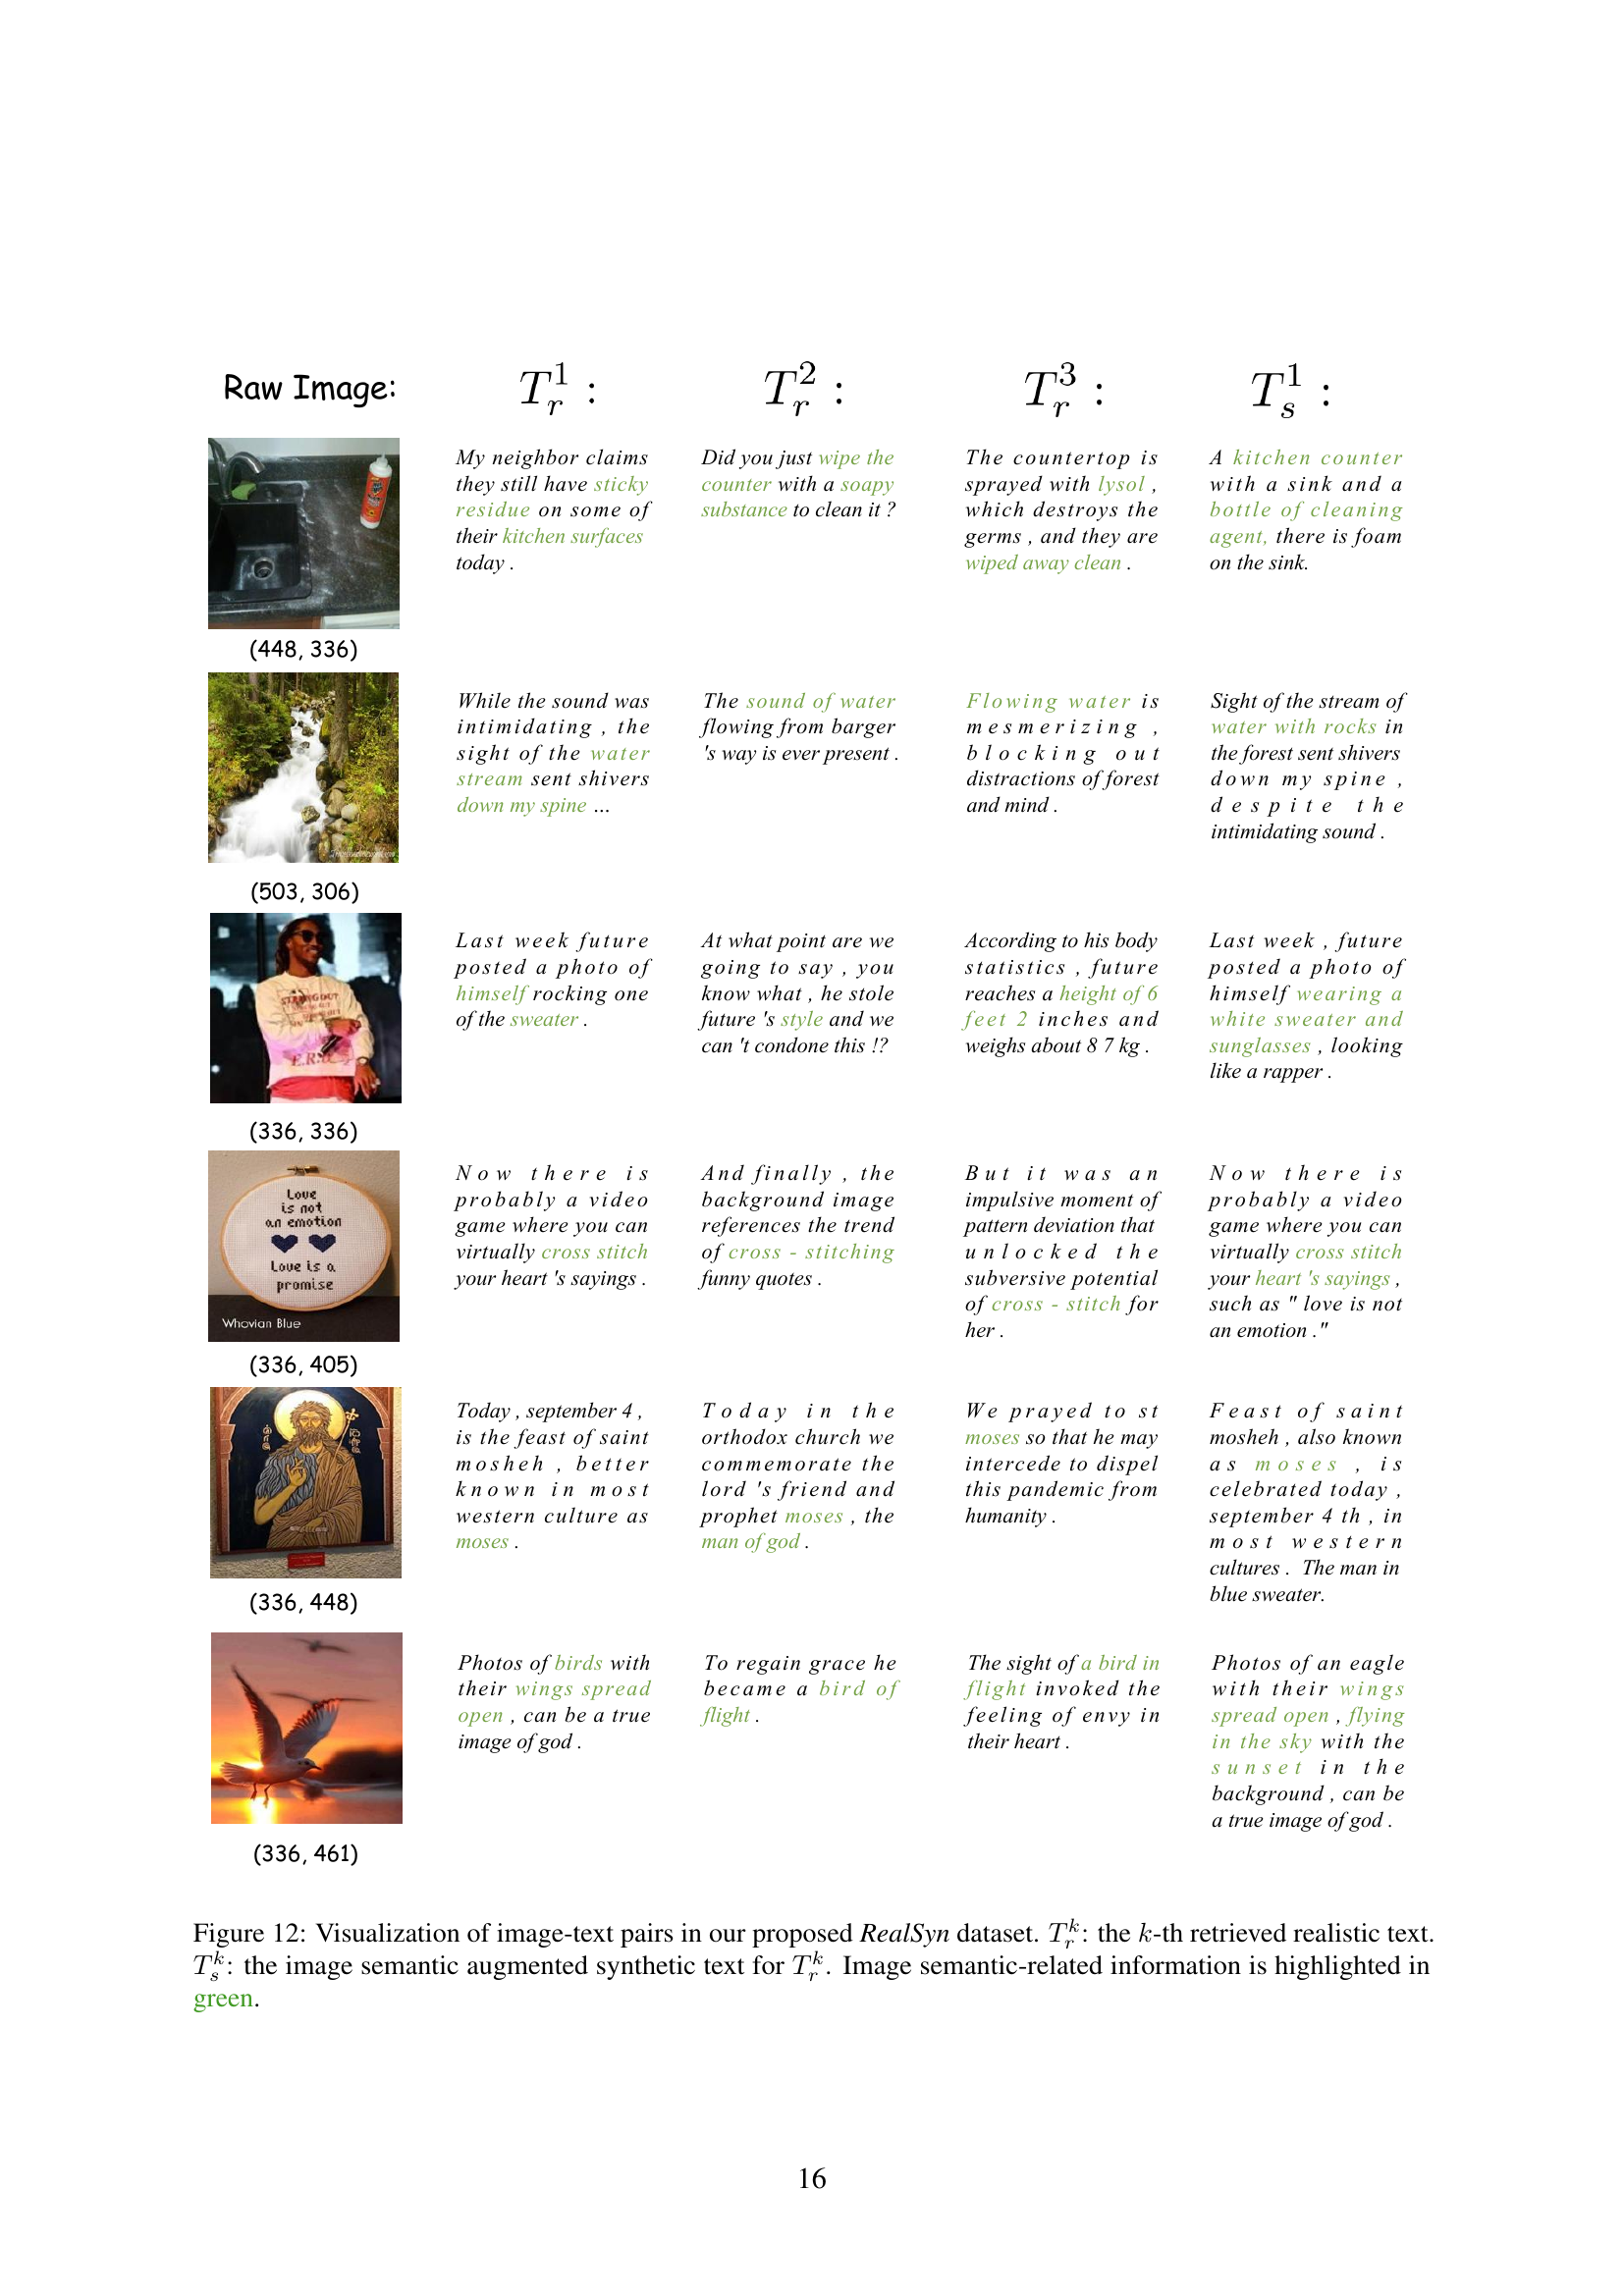 Raw Image:
T_r^1 :
T_r^2 :
T_r^3 :
T_s^1 :
My neighbor claims
they still have sticky
residue on some of
their kitchen surfaces
today .
Did you just wipe the
counter with a soapy
substance to clean it ?
The countertop is
sprayed with lysol ,
which destroys the
germs , and they are
wiped away clean .
A kitchen counter
with a sink and a
bottle of cleaning
agent, there is foam
on the sink.
(448, 336)
While the sound was
intimidating , the
sight of the water
stream sent shivers
down my spine ...
The sound of water
flowing from barger
's way is ever present .
Flowing water is
mesmerizing ,
blocking out
distractions of forest
and mind .
Sight of the stream of
water with rocks in
the forest sent shivers
down my spine ,
despite the
intimidating sound .
(503, 306)
Last week future
posted a photo of
himself rocking one
of the sweater .
At what point are we
going to say , you
know what , he stole
future 's style and we
can 't condone this !?
According to his body
statistics , future
reaches a height of 6
feet 2 inches and
weighs about 8 7 kg .
Last week , future
posted a photo of
himself wearing a
white sweater and
sunglasses , looking
like a rapper .
(336, 336)
Love
is not
an emotion
Love is a
promise
Whovian Blue
Now there is
probably a video
game where you can
virtually cross stitch
your heart 's sayings .
And finally , the
background image
references the trend
of cross - stitching
funny quotes .
But it was an
impulsive moment of
pattern deviation that
unlocked the
subversive potential
of cross - stitch for
her .
Now there is
probably a video
game where you can
virtually cross stitch
your heart 's sayings ,
such as " love is not
an emotion ."
(336, 405)
Today , september 4 ,
is the feast of saint
mosheh , better
known in most
western culture as
moses .
Today in the
orthodox church we
commemorate the
lord 's friend and
prophet moses , the
man of god .
We prayed to st
moses so that he may
intercede to dispel
this pandemic from
humanity .
Feast of saint
mosheh , also known
as moses , is
celebrated today ,
september 4 th , in
most western
cultures . The man in
blue sweater.
(336, 448)
Photos of birds with
their wings spread
open , can be a true
image of god .
To regain grace he
became a bird of
flight .
The sight of a bird in
flight invoked the
feeling of envy in
their heart .
Photos of an eagle
with their wings
spread open , flying
in the sky with the
sunset in the
background , can be
a true image of god .
(336, 461)
Figure 12: Visualization of image-text pairs in our proposed RealSyn dataset. T_r^k: the k-th retrieved realistic text.
T_s^k: the image semantic augmented synthetic text for T_r^k. Image semantic-related information is highlighted in
green.
16